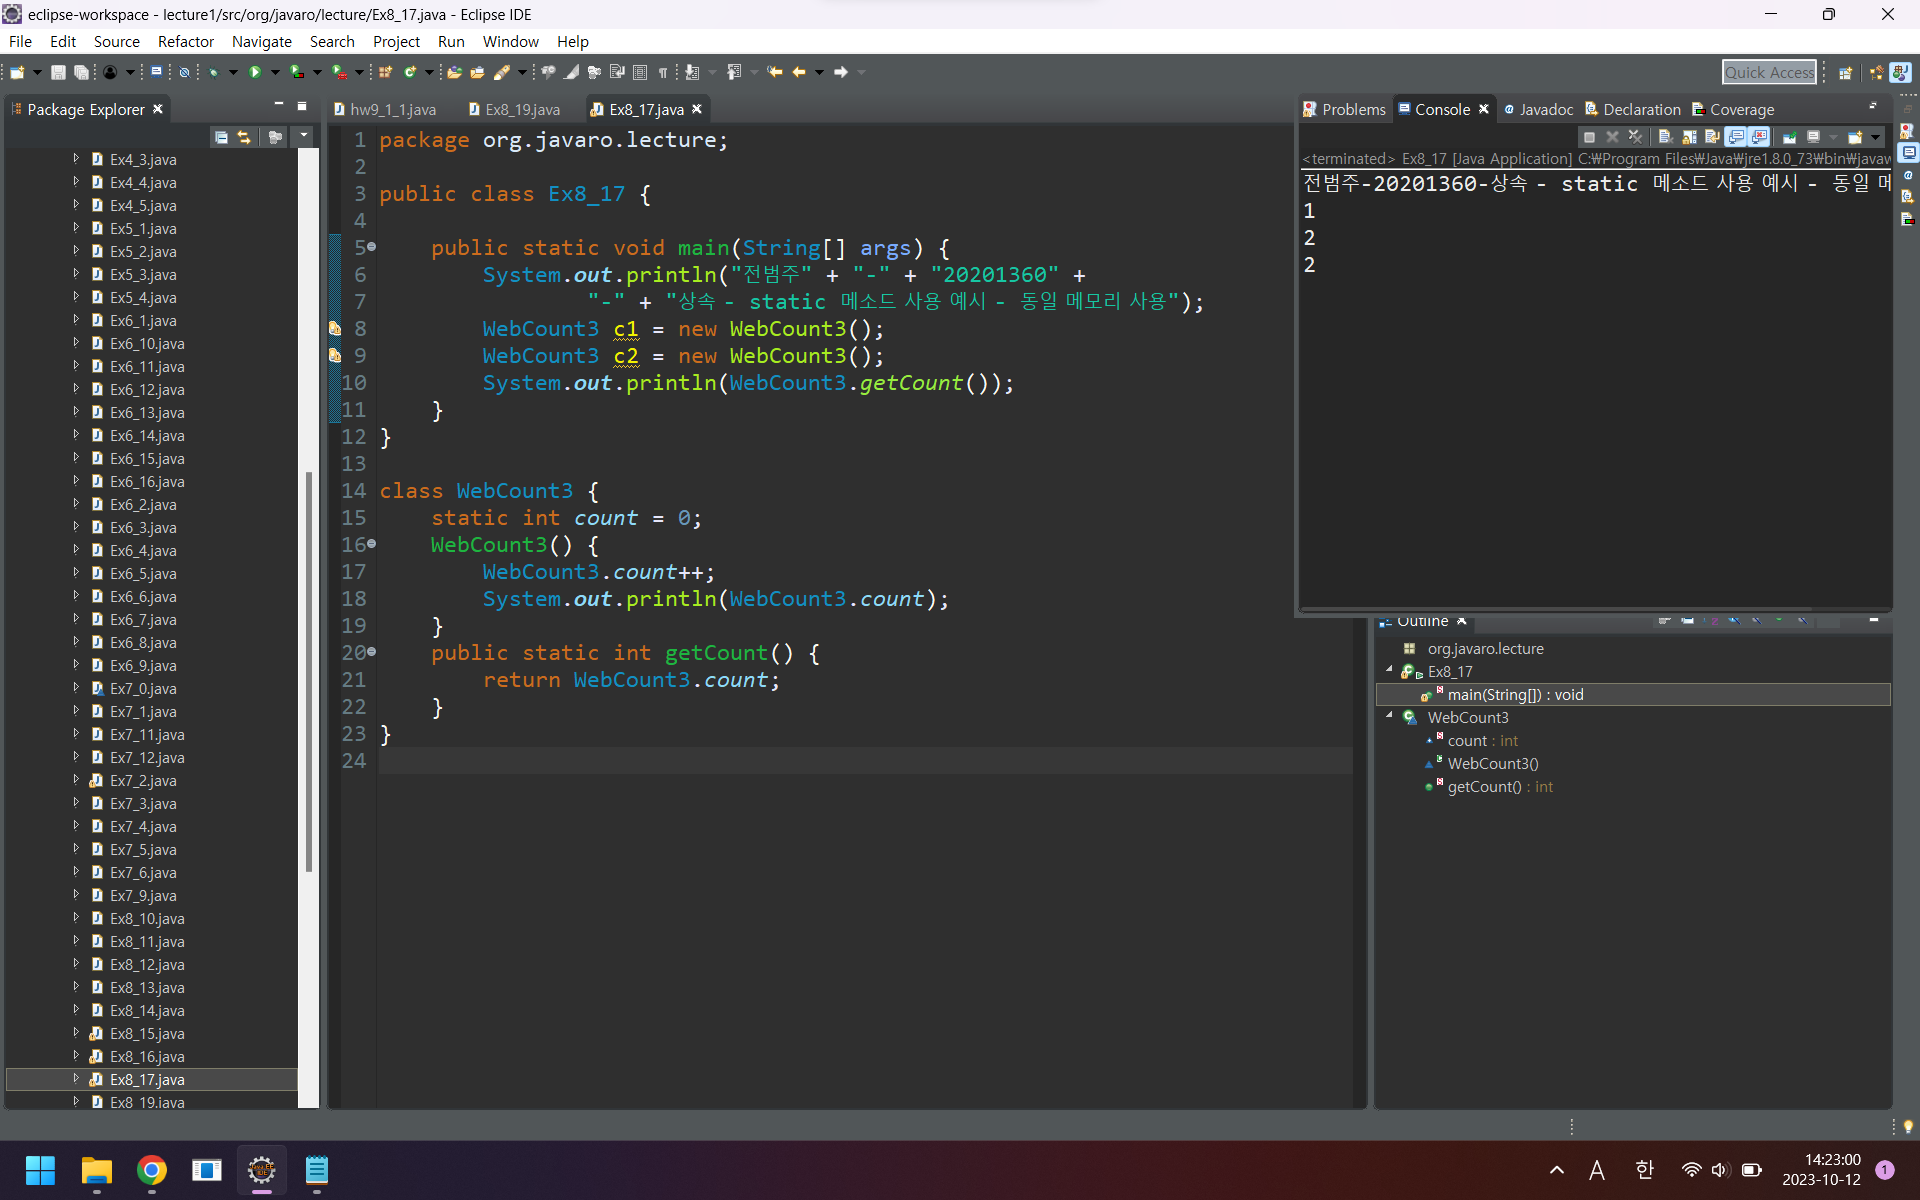 eclipse-workspace - lecture1/src/org/javaro/lecture/Ex8_17.java - Eclipse IDE
File Edit Source Refactor Navigate Search Project Run Window Help
Quick Access
Package Explorer
Ex4_3.java
Ex4_4.java
Ex4_5.java
Ex5_1.java
Ex5_2.java
Ex5_3.java
Ex5_4.java
Ex6_1.java
Ex6_10.java
Ex6_11.java
Ex6_12.java
Ex6_13.java
Ex6_14.java
Ex6_15.java
Ex6_16.java
Ex6_2.java
Ex6_3.java
Ex6_4.java
Ex6_5.java
Ex6_6.java
Ex6_7.java
Ex6_8.java
Ex6_9.java
Ex7_0.java
Ex7_1.java
Ex7_11.java
Ex7_12.java
Ex7_2.java
Ex7_3.java
Ex7_4.java
Ex7_5.java
Ex7_6.java
Ex7_9.java
Ex8_10.java
Ex8_11.java
Ex8_12.java
Ex8_13.java
Ex8_14.java
Ex8_15.java
Ex8_16.java
Ex8_17.java
Ex8_19.java
hw9_1_1.java Ex8_19.java Ex8_17.java
1 package org.javaro.lecture;
2
3 public class Ex8_17 {
4
5 public static void main(String[] args) {
6 System.out.println("전범주" + "-" + "20201360" +
7 "-" + "상속 - static 메소드 사용 예시 - 동일 메모리 사용");
8 WebCount3 c1 = new WebCount3();
9 WebCount3 c2 = new WebCount3();
10 System.out.println(WebCount3.getCount());
11 }
12 }
13
14 class WebCount3 {
15 static int count = 0;
16 WebCount3() {
17 WebCount3.count++;
18 System.out.println(WebCount3.count);
19 }
20 public static int getCount() {
21 return WebCount3.count;
22 }
23 }
24
Problems Console Javadoc Declaration Coverage
<terminated> Ex8_17 [Java Application] C:₩Program Files₩Java₩jre1.8.0_73₩bin₩javaw
전범주-20201360-상속 - static 메소드 사용 예시 - 동일 메
1
2
2
Outline
org.javaro.lecture
Ex8_17
main(String[]) : void
WebCount3
count : int
WebCount3()
getCount() : int
A 한 14:23:00 1
2023-10-12